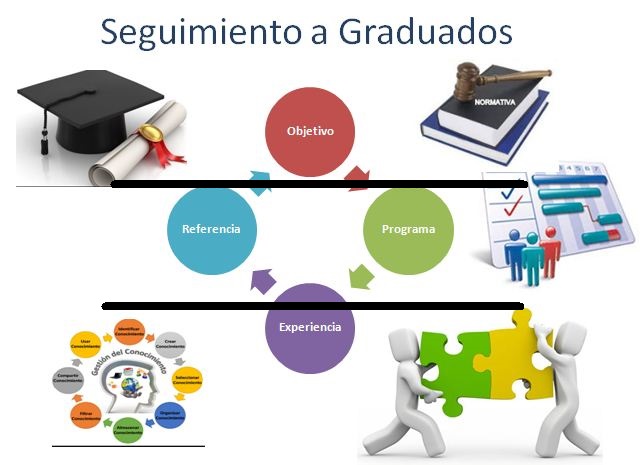 Seguimiento a Graduados
NORMATIVA
Objetivo
Referencia
Programa
Experiencia
Gestión del Conocimiento
Identificar
Conocimiento
Crear
Conocimiento
Seleccionar
Conocimiento
Organizar
Conocimiento
Almacenar
Conocimiento
Filtrar
Conocimiento
Compartir
Conocimiento
Usar
Conocimiento